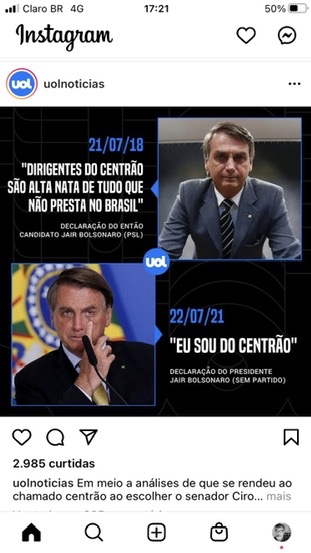 Claro BR 4G 17:21 50%
Instagram
uol uolnoticias
21/07/18
"DIRIGENTES DO CENTRÃO
SÃO ALTA NATA DE TUDO QUE
NÃO PRESTA NO BRASIL"
DECLARAÇÃO DO ENTÃO
CANDIDATO JAIR BOLSONARO (PSL)
uol
22/07/21
"EU SOU DO CENTRÃO"
DECLARAÇÃO DO PRESIDENTE
JAIR BOLSONARO (SEM PARTIDO)
2.985 curtidas
uolnoticias Em meio a análises de que se rendeu ao
chamado centrão ao escolher o senador Ciro... mais